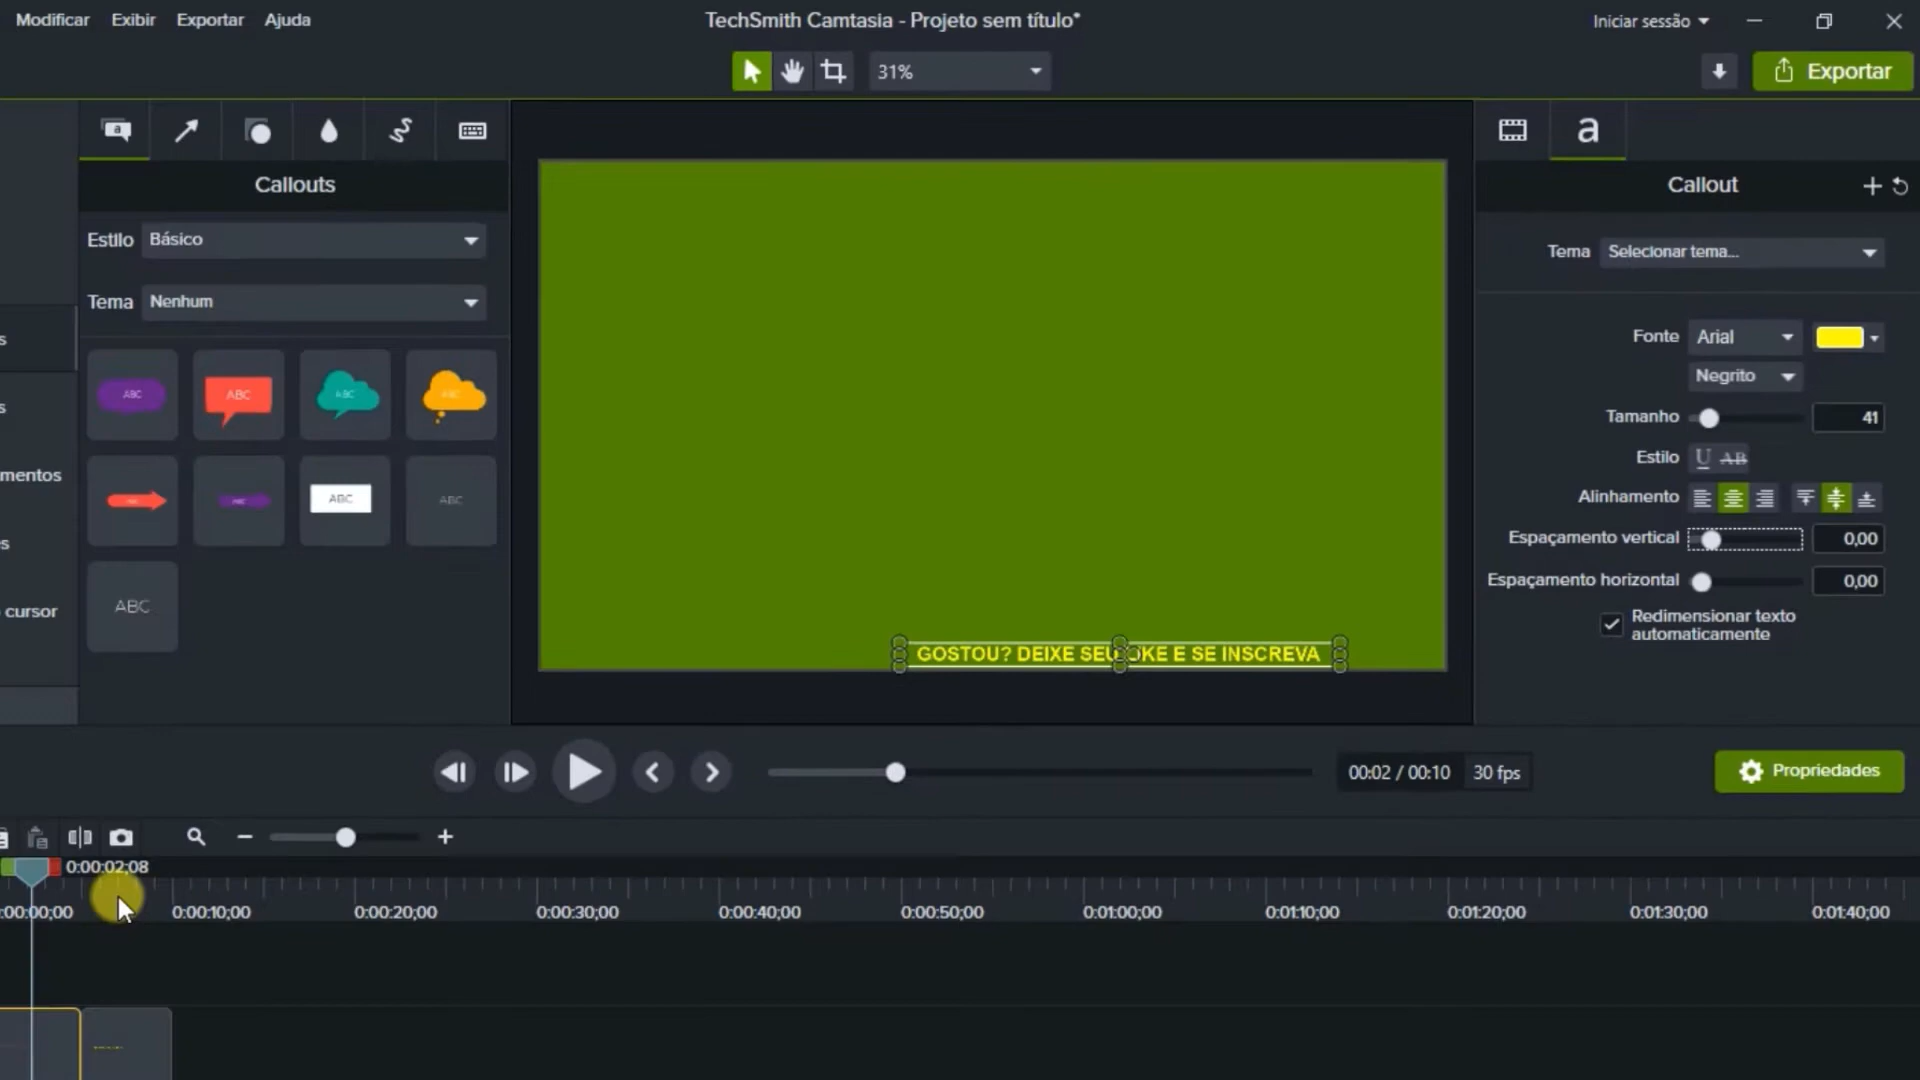 Modificar Exibir Exportar Ajuda
TechSmith Camtasia - Projeto sem título*
Iniciar sessão
31%
Exportar
Callouts
Estilo Básico
Tema Nenhum
ABC ABC ABC ABC
ABC ABC ABC ABC
ABC
s
s
mentos
s
cursor
GOSTOU? DEIXE SEU KE E SE INSCREVA
a
Callout
Tema Selecionar tema...
Fonte Arial
Negrito
Tamanho 41
Estilo U AB
Alinhamento
Espaçamento vertical 0,00
Espaçamento horizontal 0,00
Redimensionar texto
automaticamente
00:02 / 00:10 30 fps
Propriedades
0:00:02;08
:00:00;00 0:00:10;00 0:00:20;00 0:00:30;00 0:00:40;00 0:00:50;00 0:01:00;00 0:01:10;00 0:01:20;00 0:01:30;00 0:01:40;00